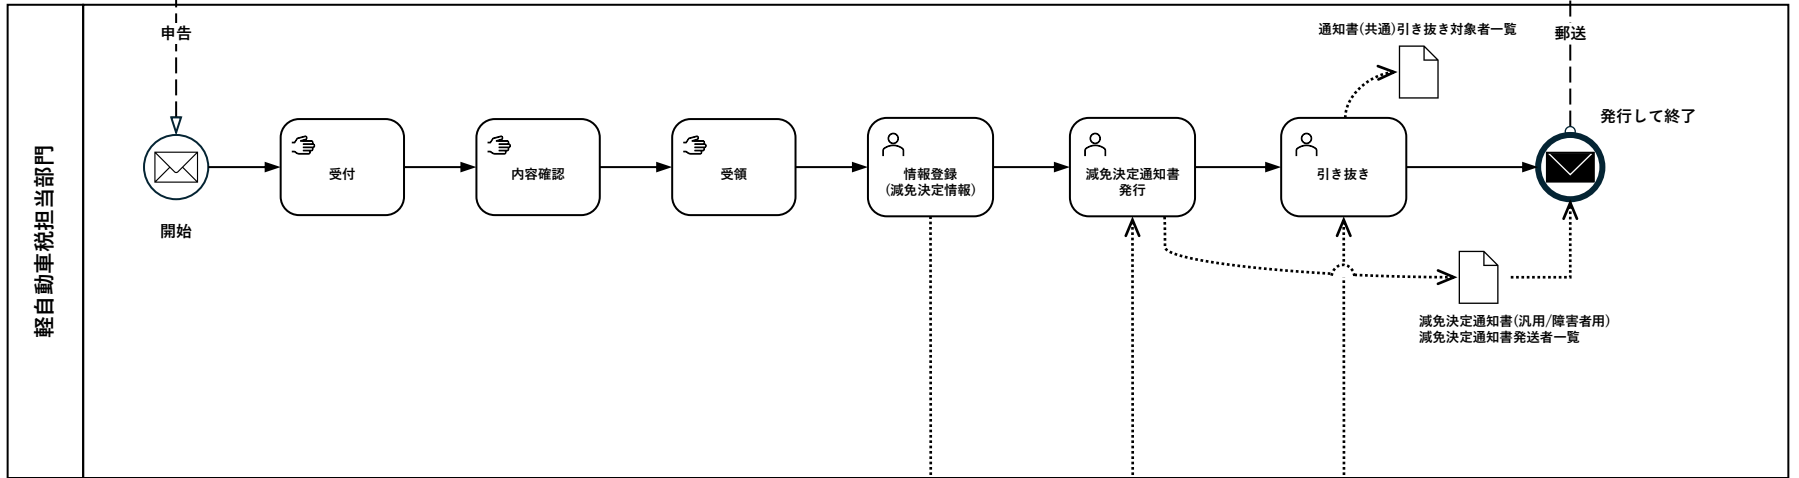 軽自動車税担当部門
申告
開始
受付
内容確認
受領
情報登録
(減免決定情報)
減免決定通知書
発行
引き抜き
通知書(共通)引き抜き対象者一覧
郵送
発行して終了
減免決定通知書(汎用/障害者用)
減免決定通知書発送者一覧